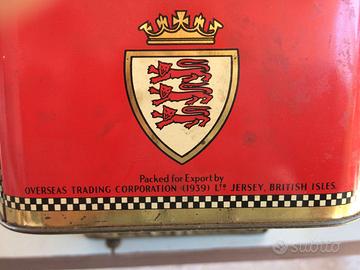 Packed for Export by
OVERSEAS TRADING CORPORATION (1939) LTD JERSEY, BRITISH ISLES.
subito